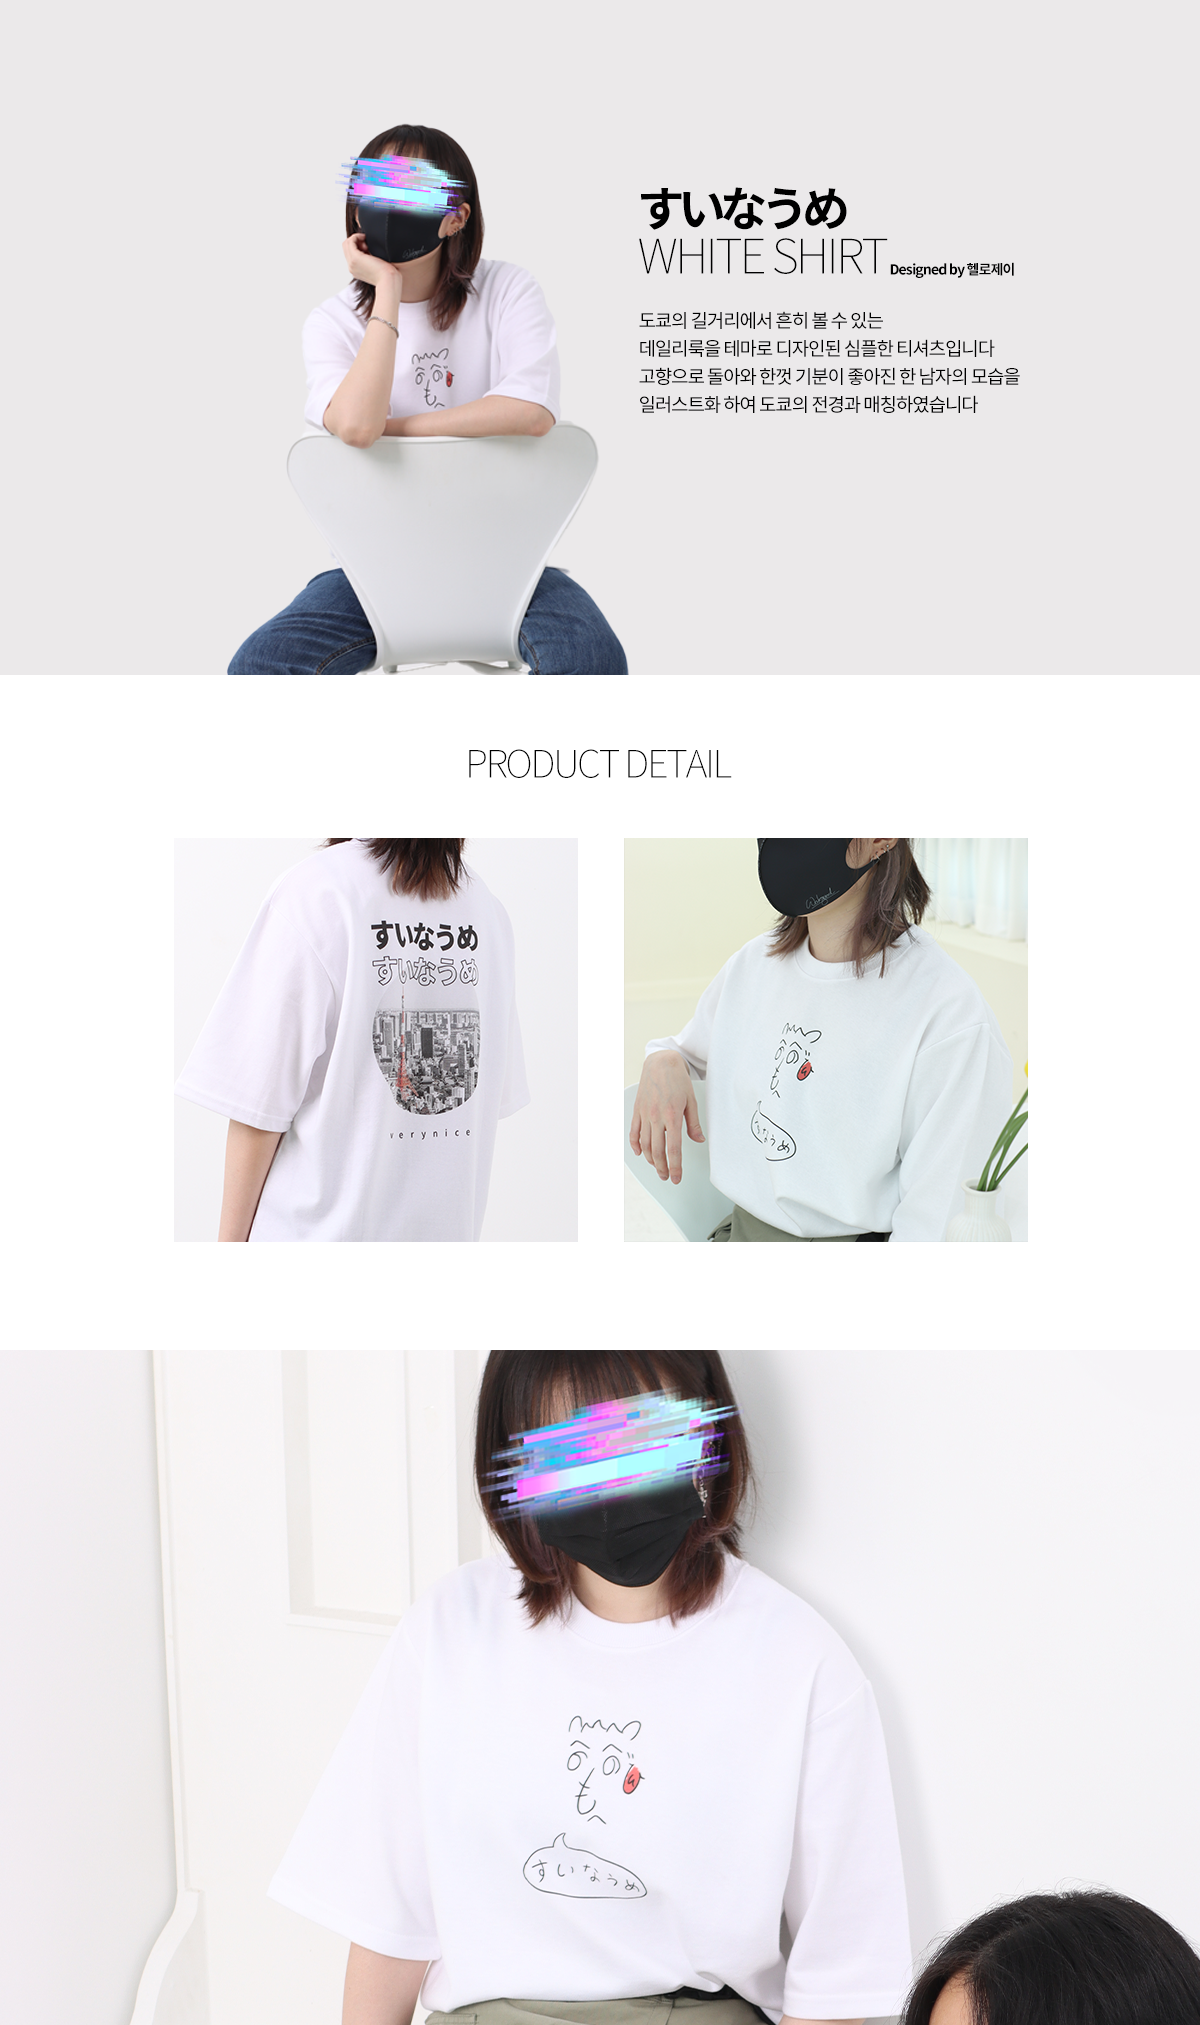 すいなうめ
WHITE SHIRT Designed by 헬로제이
도쿄의 길거리에서 흔히 볼 수 있는
데일리룩을 테마로 디자인된 심플한 티셔츠입니다
고향으로 돌아와 한껏 기분이 좋아진 한 남자의 모습을
일러스트화 하여 도쿄의 전경과 매칭하였습니다
PRODUCT DETAIL
すいなうめ
すいなうめ
verynice
すいなうめ